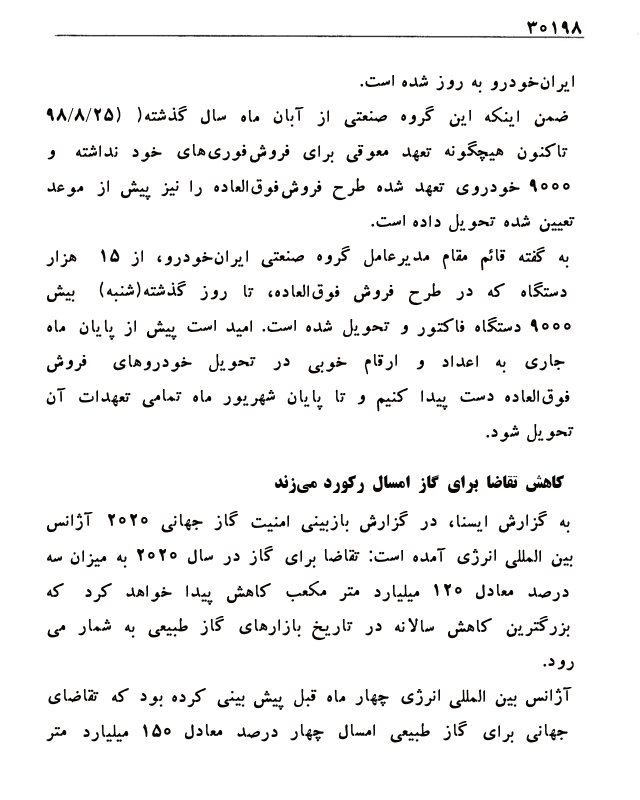 ۳۰۱۹۸
ایران‌خودرو به روز شده است.
ضمن اینکه این گروه صنعتی از آبان ماه سال گذشته( (۹۸/۸/۲۵
تاکنون هیچگونه تعهد معوقی برای فروش‌فوری‌های خود نداشته و
۹۰۰۰ خودروی تعهد شده طرح فروش‌فوق‌العاده را نیز پیش از موعد
تعیین شده تحویل داده است.
به گفته قائم مقام مدیرعامل گروه صنعتی ایران‌خودرو، از ۱۵ هزار
دستگاه که در طرح فروش فوق‌العاده، تا روز گذشته(شنبه) بیش
۹۰۰۰ دستگاه فاکتور و تحویل شده است. امید است پیش از پایان ماه
جاری به اعداد و ارقام خوبی در تحویل خودروهای فروش
فوق‌العاده دست پیدا کنیم و تا پایان شهریور ماه تمامی تعهدات آن
تحویل شود.
کاهش تقاضا برای گاز امسال رکورد می‌زند
به گزارش ایسنا، در گزارش بازبینی امنیت گاز جهانی ۲۰۲۰ آژانس
بین المللی انرژی آمده است: تقاضا برای گاز در سال ۲۰۲۰ به میزان سه
درصد معادل ۱۲۰ میلیارد متر مکعب کاهش پیدا خواهد کرد که
بزرگترین کاهش سالانه در تاریخ بازارهای گاز طبیعی به شمار می
رود.
آژانس بین المللی انرژی چهار ماه قبل پیش بینی کرده بود که تقاضای
جهانی برای گاز طبیعی امسال چهار درصد معادل ۱۵۰ میلیارد متر